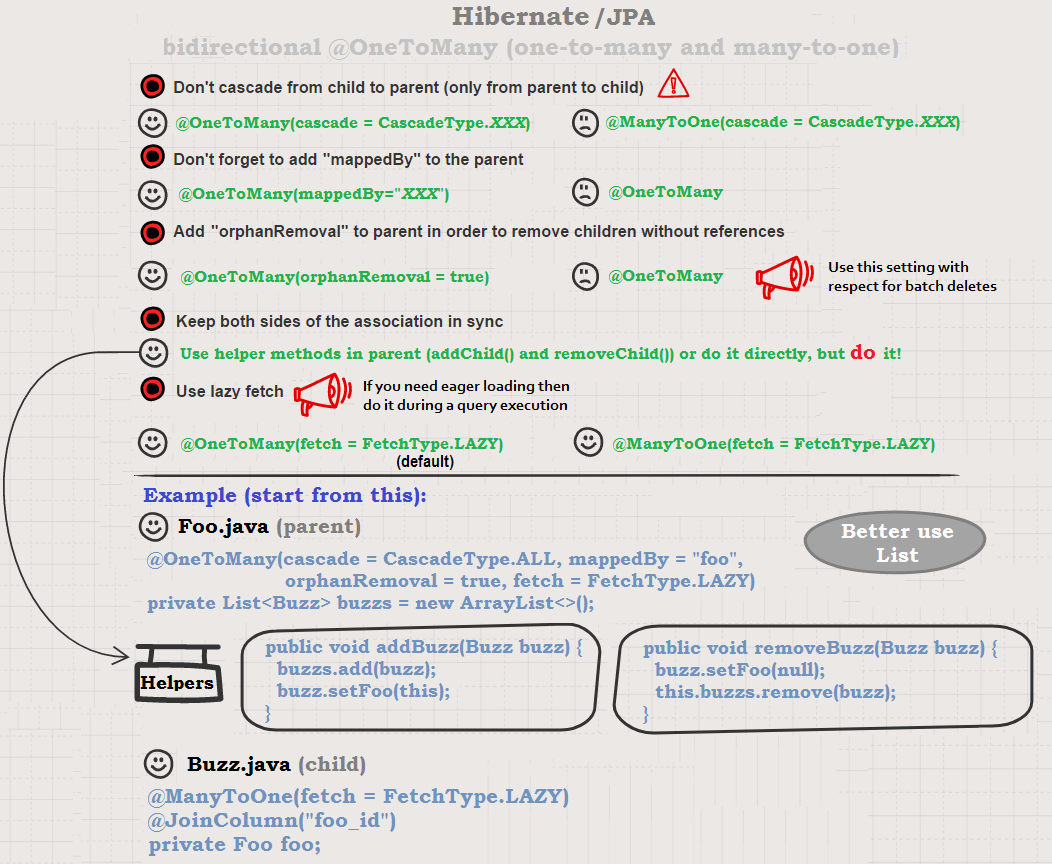 Hibernate /JPA
bidirectional @OneToMany (one-to-many and many-to-one)
Don't cascade from child to parent (only from parent to child)
@OneToMany(cascade = CascadeType.XXX)
@ManyToOne(cascade = CascadeType.XXX)
Don't forget to add "mappedBy" to the parent
@OneToMany(mappedBy="XXX")
@OneToMany
Add "orphanRemoval" to parent in order to remove children without references
@OneToMany(orphanRemoval = true)
@OneToMany
Use this setting with
respect for batch deletes
Keep both sides of the association in sync
Use helper methods in parent (addChild() and removeChild()) or do it directly, but do it!
Use lazy fetch
If you need eager loading then
do it during a query execution
@OneToMany(fetch = FetchType.LAZY)
(default)
@ManyToOne(fetch = FetchType.LAZY)
Example (start from this):
Foo.java (parent)
Better use
List
@OneToMany(cascade = CascadeType.ALL, mappedBy = "foo",
orphanRemoval = true, fetch = FetchType.LAZY)
private List<Buzz> buzzs = new ArrayList<>();
Helpers
public void addBuzz(Buzz buzz) {
buzzs.add(buzz);
buzz.setFoo(this);
}
public void removeBuzz(Buzz buzz) {
buzz.setFoo(null);
this.buzzs.remove(buzz);
}
Buzz.java (child)
@ManyToOne(fetch = FetchType.LAZY)
@JoinColumn("foo_id")
private Foo foo;